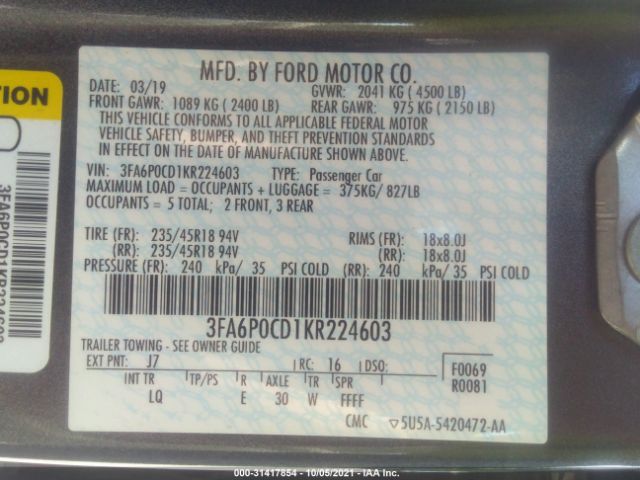 MFD. BY FORD MOTOR CO.
DATE: 03/19 GVWR: 2041 KG ( 4500 LB)
FRONT GAWR: 1089 KG ( 2400 LB) REAR GAWR: 975 KG ( 2150 LB)
THIS VEHICLE CONFORMS TO ALL APPLICABLE FEDERAL MOTOR
VEHICLE SAFETY, BUMPER, AND THEFT PREVENTION STANDARDS
IN EFFECT ON THE DATE OF MANUFACTURE SHOWN ABOVE.
VIN: 3FA6P0CD1KR224603 TYPE: Passenger Car
MAXIMUM LOAD = OCCUPANTS + LUGGAGE = 375KG/ 827LB
OCCUPANTS = 5 TOTAL; 2 FRONT, 3 REAR
TIRE (FR): 235/45R18 94V RIMS (FR): 18x8.0J
(RR): 235/45R18 94V (RR): 18x8.0J
PRESSURE (FR): 240 kPa/ 35 PSI COLD (RR): 240 kPa/ 35 PSI COLD
3FA6P0CD1KR224603
TRAILER TOWING - SEE OWNER GUIDE
EXT PNT: J7 RC: 16 DSO: F0069
R0081
INT TR TP/PS R AXLE TR SPR
LQ E 30 W FFFF
CMC ▽5U5A-5420472-AA
TION
3FA6P0CD1KR224603
000-31417854 - 10/05/2021 - IAA Inc.